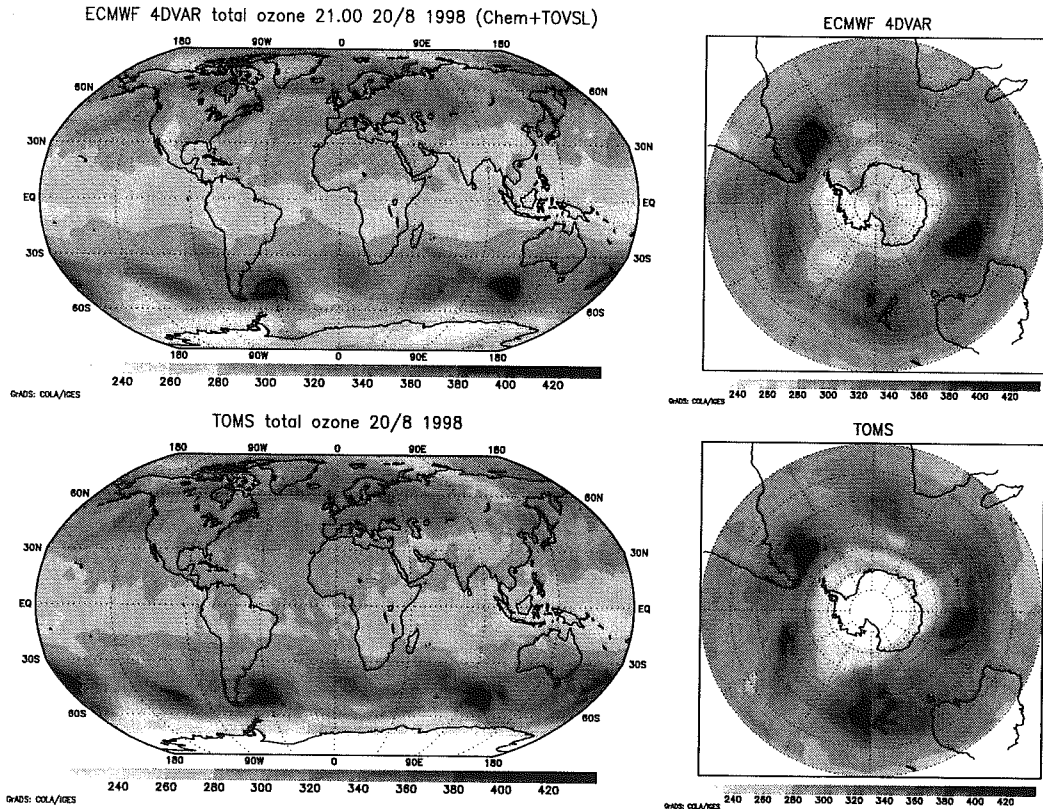 ECMWF 4DVAR total ozone 21.00 20/8 1998 (Chem+TOVSL)
180 90W 0 90E 180
60N 60N
30N 30N
EQ EQ
30S 30S
60S 60S
180 90W 0 90E 180
240 260 280 300 320 340 360 380 400 420
GrADS: COLA/IGES
ECMWF 4DVAR
240 260 280 300 320 340 360 380 400 420
GrADS: COLA/IGES
TOMS total ozone 20/8 1998
180 90W 0 90E 180
60N 60N
30N 30N
EQ EQ
30S 30S
60S 60S
180 90W 0 90E 180
240 260 280 300 320 340 360 380 400 420
GrADS: COLA/IGES
TOMS
240 260 280 300 320 340 360 380 400 420
GrADS: COLA/IGES